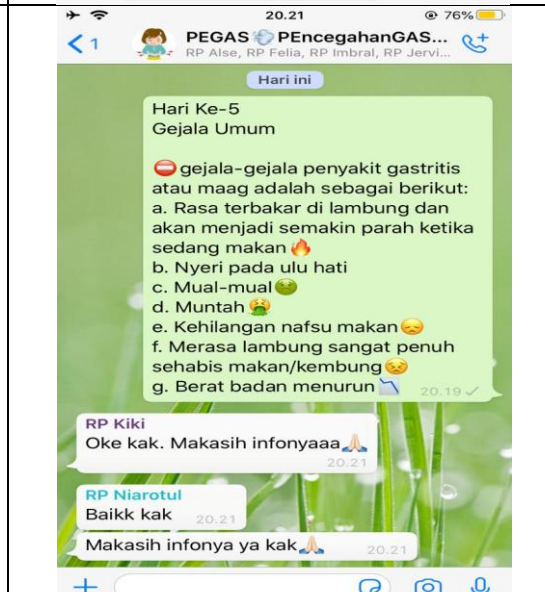 20.21
76%
1
PEGAS💨PEncegahanGAS...
RP Alse, RP Felia, RP Imbral, RP Jervi...
Hari ini
Hari Ke-5
Gejala Umum
⛔gejala-gejala penyakit gastritis
atau maag adalah sebagai berikut:
a. Rasa terbakar di lambung dan
akan menjadi semakin parah ketika
sedang makan🔥
b. Nyeri pada ulu hati
c. Mual-mual🤢
d. Muntah🤮
e. Kehilangan nafsu makan😞
f. Merasa lambung sangat penuh
sehabis makan/kembung😣
g. Berat badan menurun📉 20.19
RP Kiki
Oke kak. Makasih infonyaaa🙏🏻
20.21
RP Niarotul
Baikk kak 20.21
Makasih infonya ya kak🙏🏻 20.21